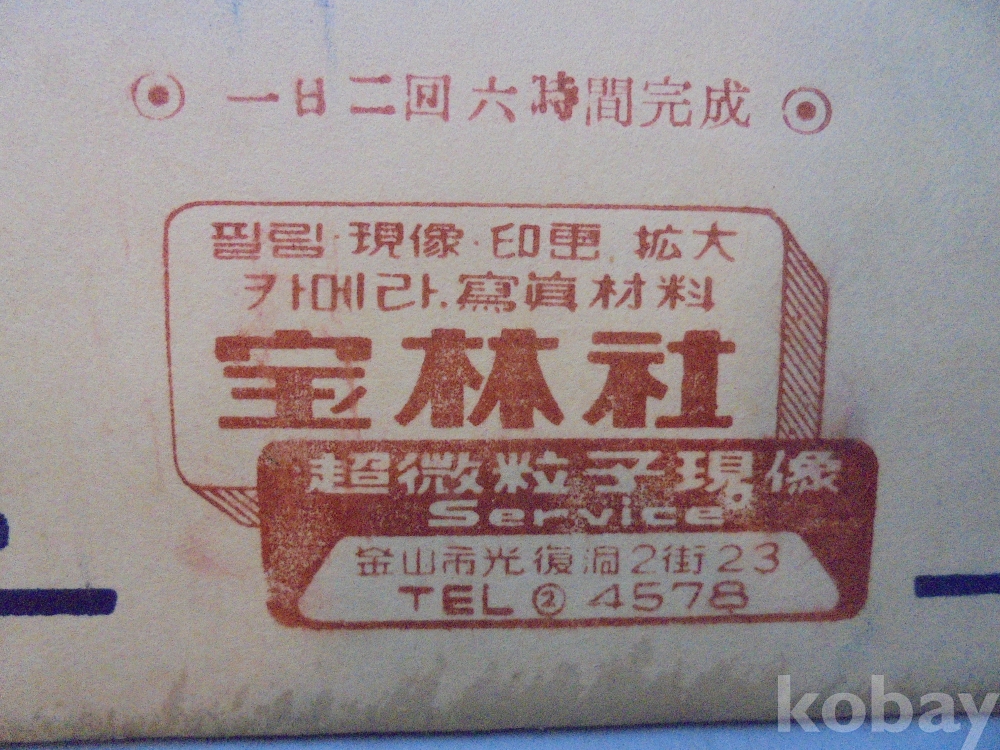 一日二回六時間完成
필림·現像·印画, 拡大
카메라. 寫眞材料
宝林社
超微粒子現像
Service
釜山市光復洞2街23
TEL ② 4578
kobay